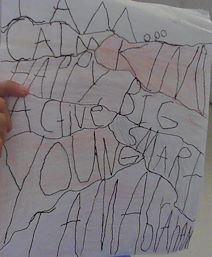 I AM...
CALM KIND
HAPPY
ACTIVE BIG
YOUNG SMART
I AM Abraham